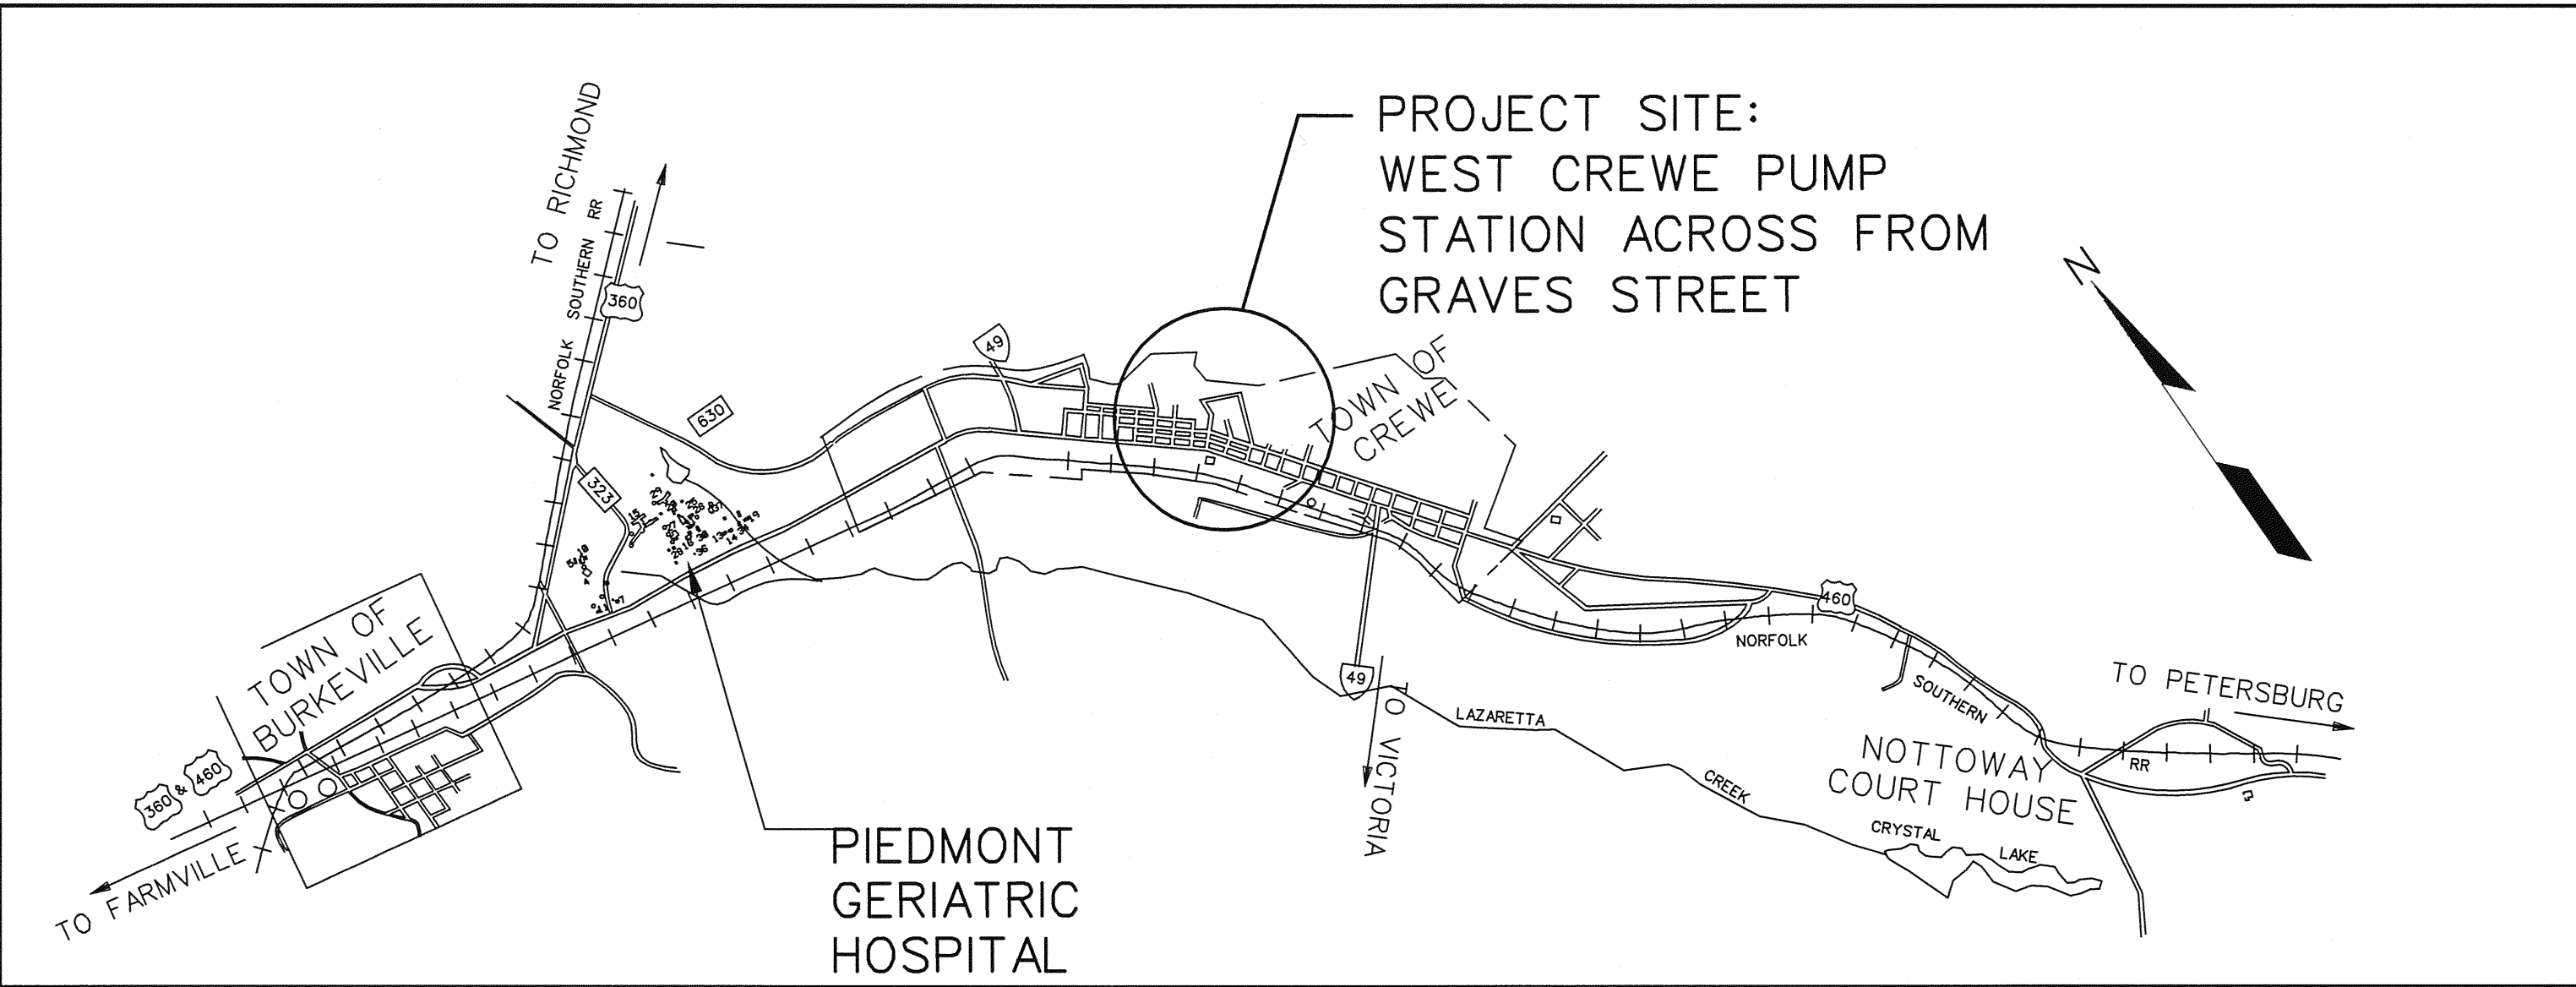 PROJECT SITE:
WEST CREWE PUMP
STATION ACROSS FROM
GRAVES STREET
N
TO RICHMOND
NORFOLK SOUTHERN RR
360
49
630
323
TOWN OF
CREWE
TOWN OF
BURKEVILLE
360 & 460
TO FARMVILLE
PIEDMONT
GERIATRIC
HOSPITAL
49
TO VICTORIA
460
NORFOLK
SOUTHERN
RR
TO PETERSBURG
NOTTOWAY
COURT HOUSE
LAZARETTA
CREEK
CRYSTAL
LAKE